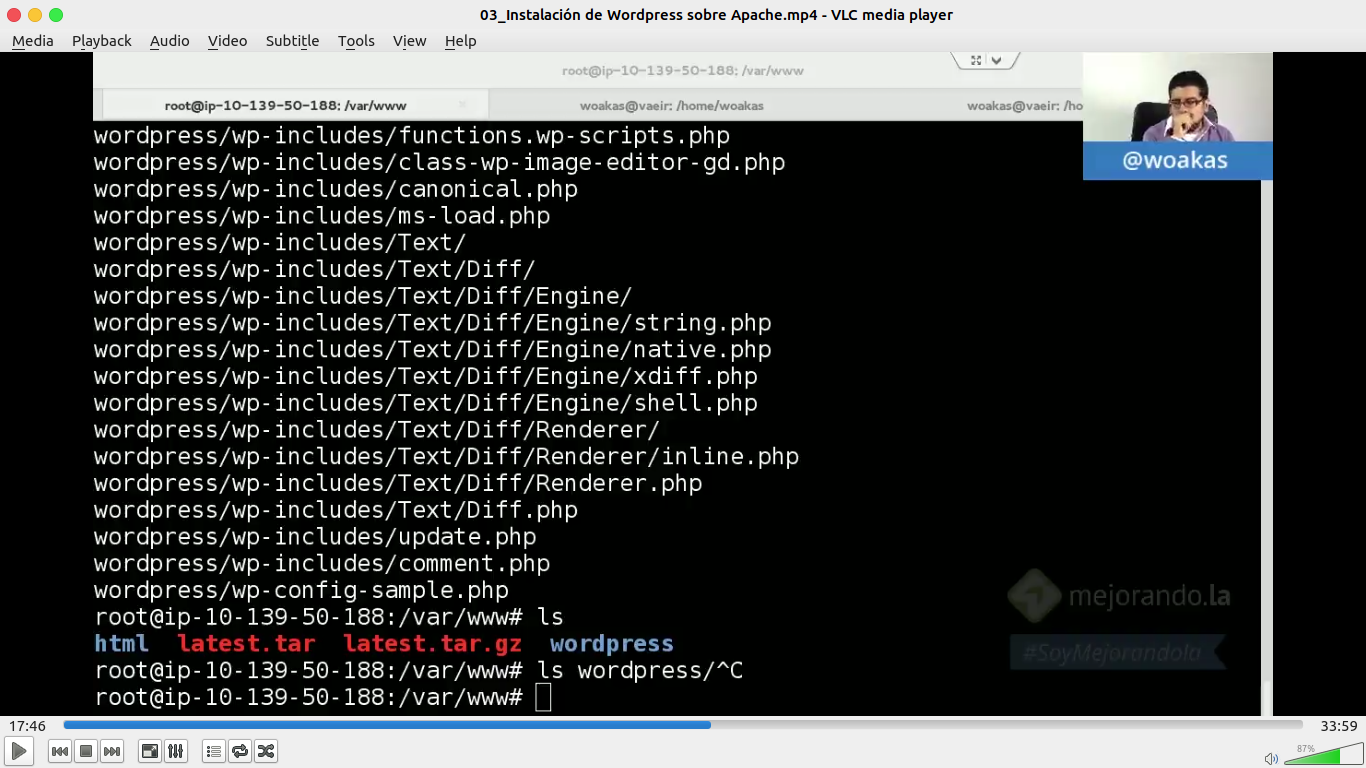 03_Instalación de Wordpress sobre Apache.mp4 - VLC media player
Media Playback Audio Video Subtitle Tools View Help
root@ip-10-139-50-188: /var/www
root@ip-10-139-50-188: /var/www × woakas@vaeir: /home/woakas woakas@vaeir: /ho
@woakas
wordpress/wp-includes/functions.wp-scripts.php
wordpress/wp-includes/class-wp-image-editor-gd.php
wordpress/wp-includes/canonical.php
wordpress/wp-includes/ms-load.php
wordpress/wp-includes/Text/
wordpress/wp-includes/Text/Diff/
wordpress/wp-includes/Text/Diff/Engine/
wordpress/wp-includes/Text/Diff/Engine/string.php
wordpress/wp-includes/Text/Diff/Engine/native.php
wordpress/wp-includes/Text/Diff/Engine/xdiff.php
wordpress/wp-includes/Text/Diff/Engine/shell.php
wordpress/wp-includes/Text/Diff/Renderer/
wordpress/wp-includes/Text/Diff/Renderer/inline.php
wordpress/wp-includes/Text/Diff/Renderer.php
wordpress/wp-includes/Text/Diff.php
wordpress/wp-includes/update.php
wordpress/wp-includes/comment.php
wordpress/wp-config-sample.php
root@ip-10-139-50-188:/var/www# ls
html latest.tar latest.tar.gz wordpress
root@ip-10-139-50-188:/var/www# ls wordpress/^C
root@ip-10-139-50-188:/var/www#
mejorando.la
#SoyMejorandola
17:46 33:59
87%